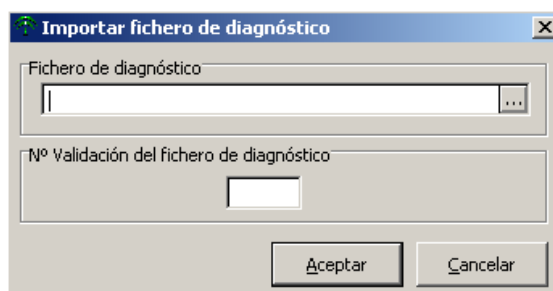 Importar fichero de diagnóstico
Fichero de diagnóstico
...
Nº Validación del fichero de diagnóstico
Aceptar
Cancelar